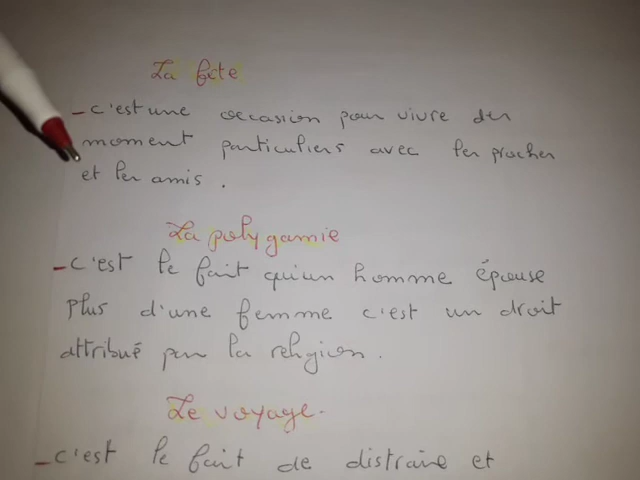 La fête
- c'est une occasion pour vivre des
moment particuliers avec les proches
et les amis .
La polygamie
- c'est le fait qu'un homme épouse
plus d'une femme c'est un droit
attribué par la religion .
Le voyage .
- c'est le fait de distraire et